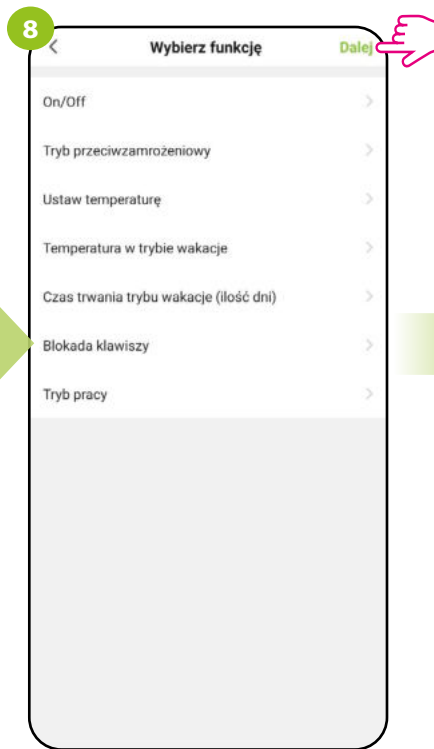 8
Wybierz funkcję
Dalej
On/Off
Tryb przeciwzamrożeniowy
Ustaw temperaturę
Temperatura w trybie wakacje
Czas trwania trybu wakacje (ilość dni)
Blokada klawiszy
Tryb pracy